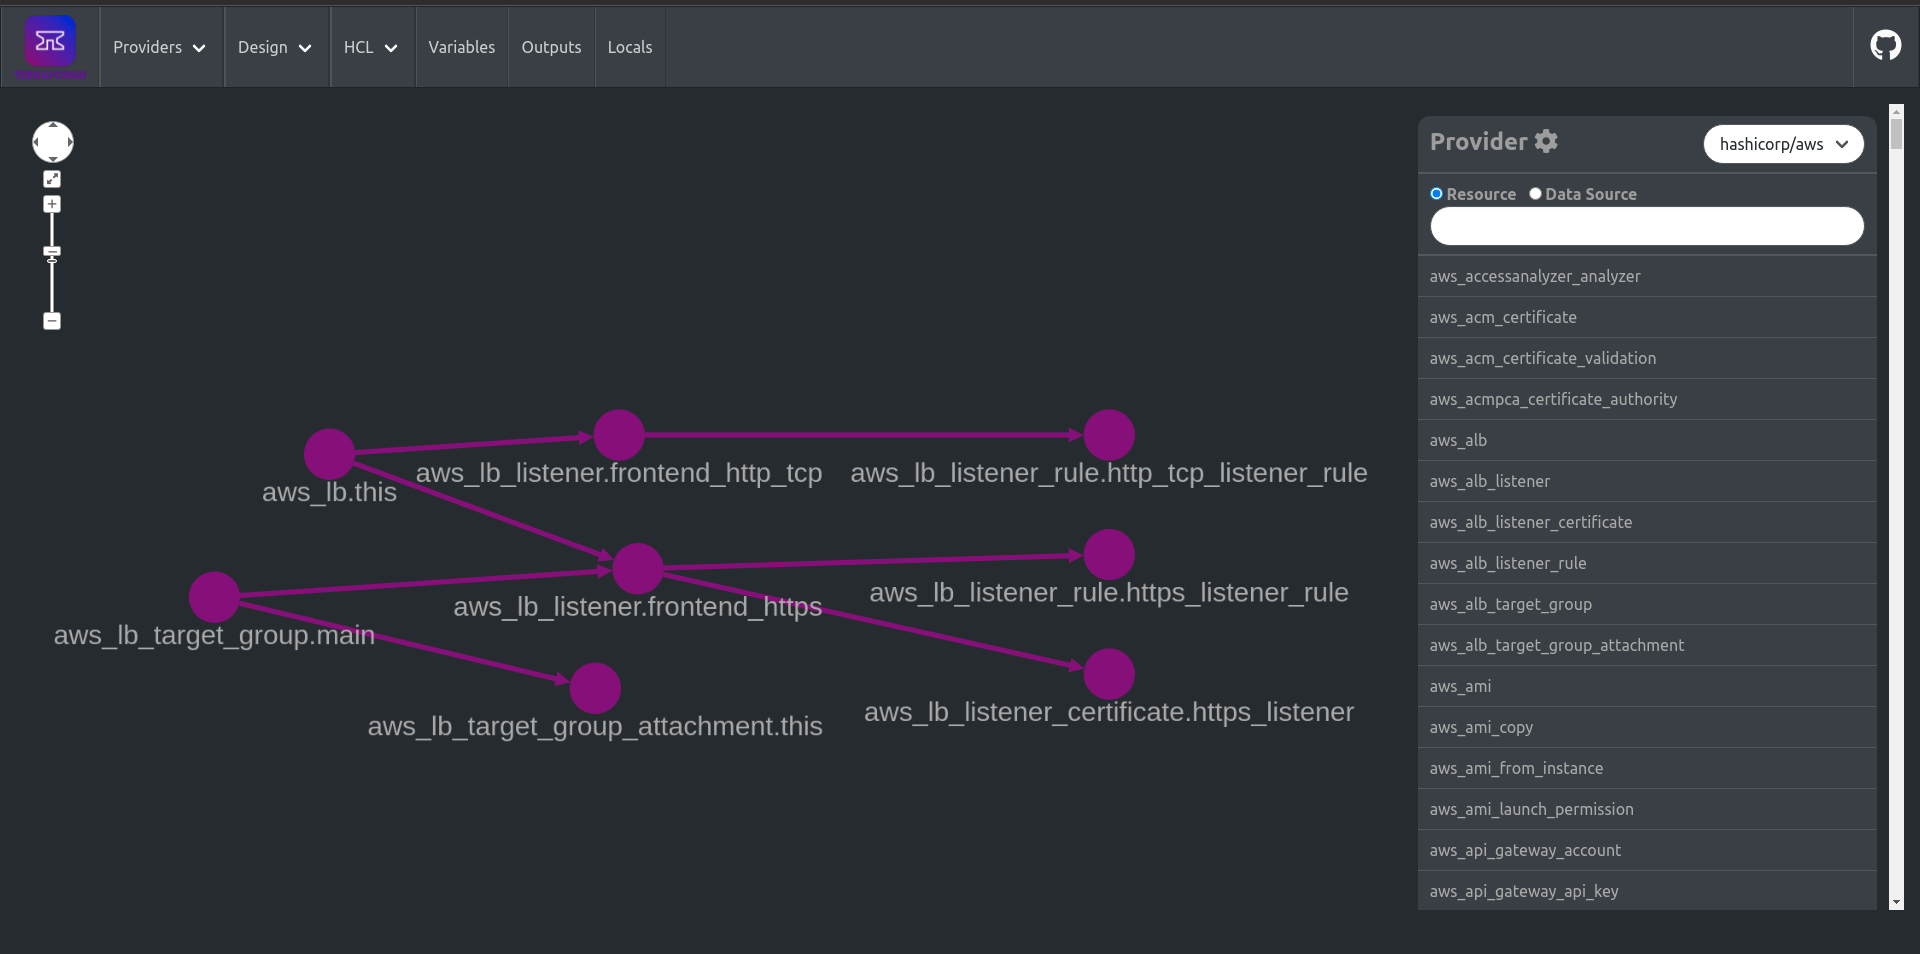 Providers
Design
HCL
Variables
Outputs
Locals
Provider
hashicorp/aws
Resource
Data Source
aws_accessanalyzer_analyzer
aws_acm_certificate
aws_acm_certificate_validation
aws_acmpca_certificate_authority
aws_alb
aws_alb_listener
aws_alb_listener_certificate
aws_alb_listener_rule
aws_alb_target_group
aws_alb_target_group_attachment
aws_ami
aws_ami_copy
aws_ami_from_instance
aws_ami_launch_permission
aws_api_gateway_account
aws_api_gateway_api_key
aws_lb.this
aws_lb_listener.frontend_http_tcp
aws_lb_listener_rule.http_tcp_listener_rule
aws_lb_target_group.main
aws_lb_listener.frontend_https
aws_lb_listener_rule.https_listener_rule
aws_lb_target_group_attachment.this
aws_lb_listener_certificate.https_listener